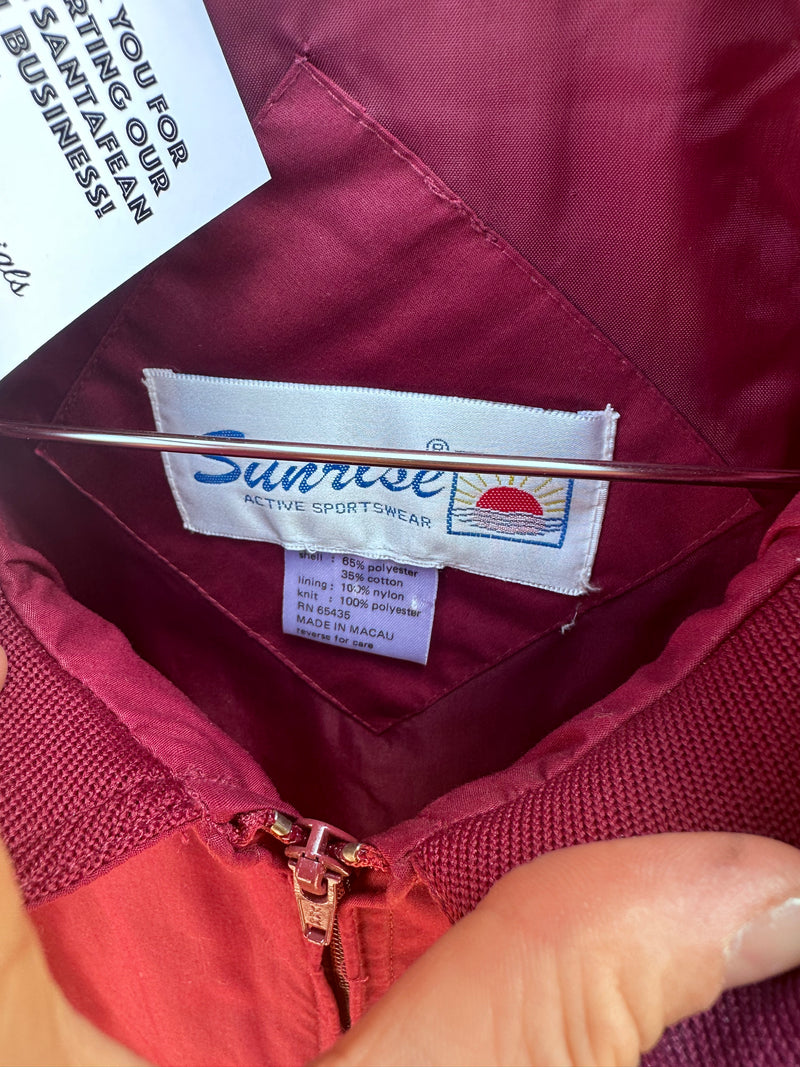 YOU FOR
RTING OUR
SANTAFEAN
BUSINESS!
Sunrise®
ACTIVE SPORTSWEAR
shell : 65% polyester
35% cotton
lining : 100% nylon
knit : 100% polyester
RN 65435
MADE IN MACAU
reverse for care